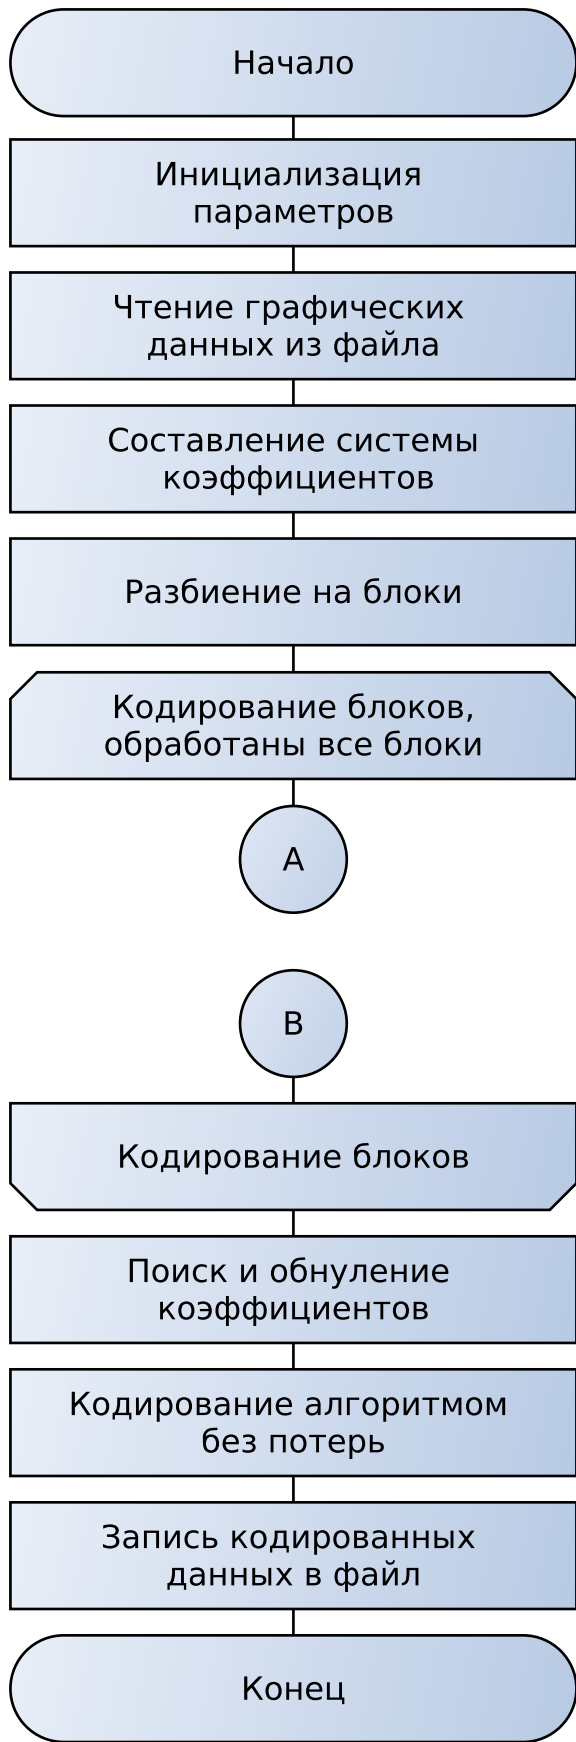 Начало
Инициализация
параметров
Чтение графических
данных из файла
Составление системы
коэффициентов
Разбиение на блоки
Кодирование блоков,
обработаны все блоки
A
B
Кодирование блоков
Поиск и обнуление
коэффициентов
Кодирование алгоритмом
без потерь
Запись кодированных
данных в файл
Конец